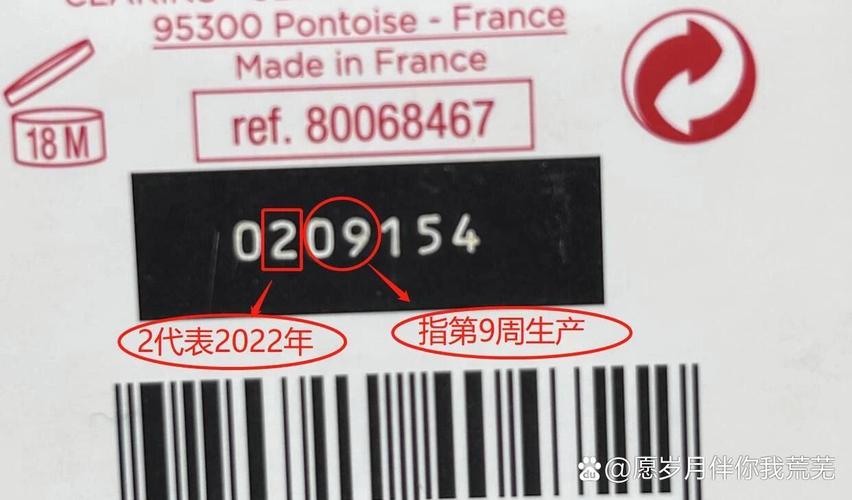 95300 Pontoise - France
Made in France
18 M
ref. 80068467
0209154
2代表2022年
指第9周生产
du
@愿岁月伴你我荒芜